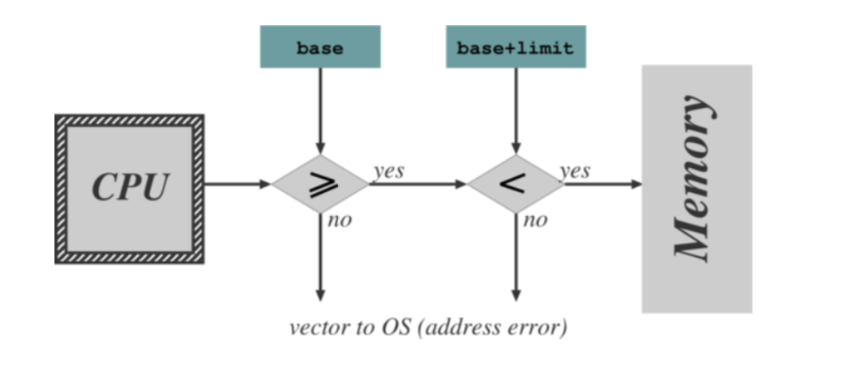 base
base+limit
CPU
⩾
yes
<
yes
Memory
no
no
vector to OS (address error)